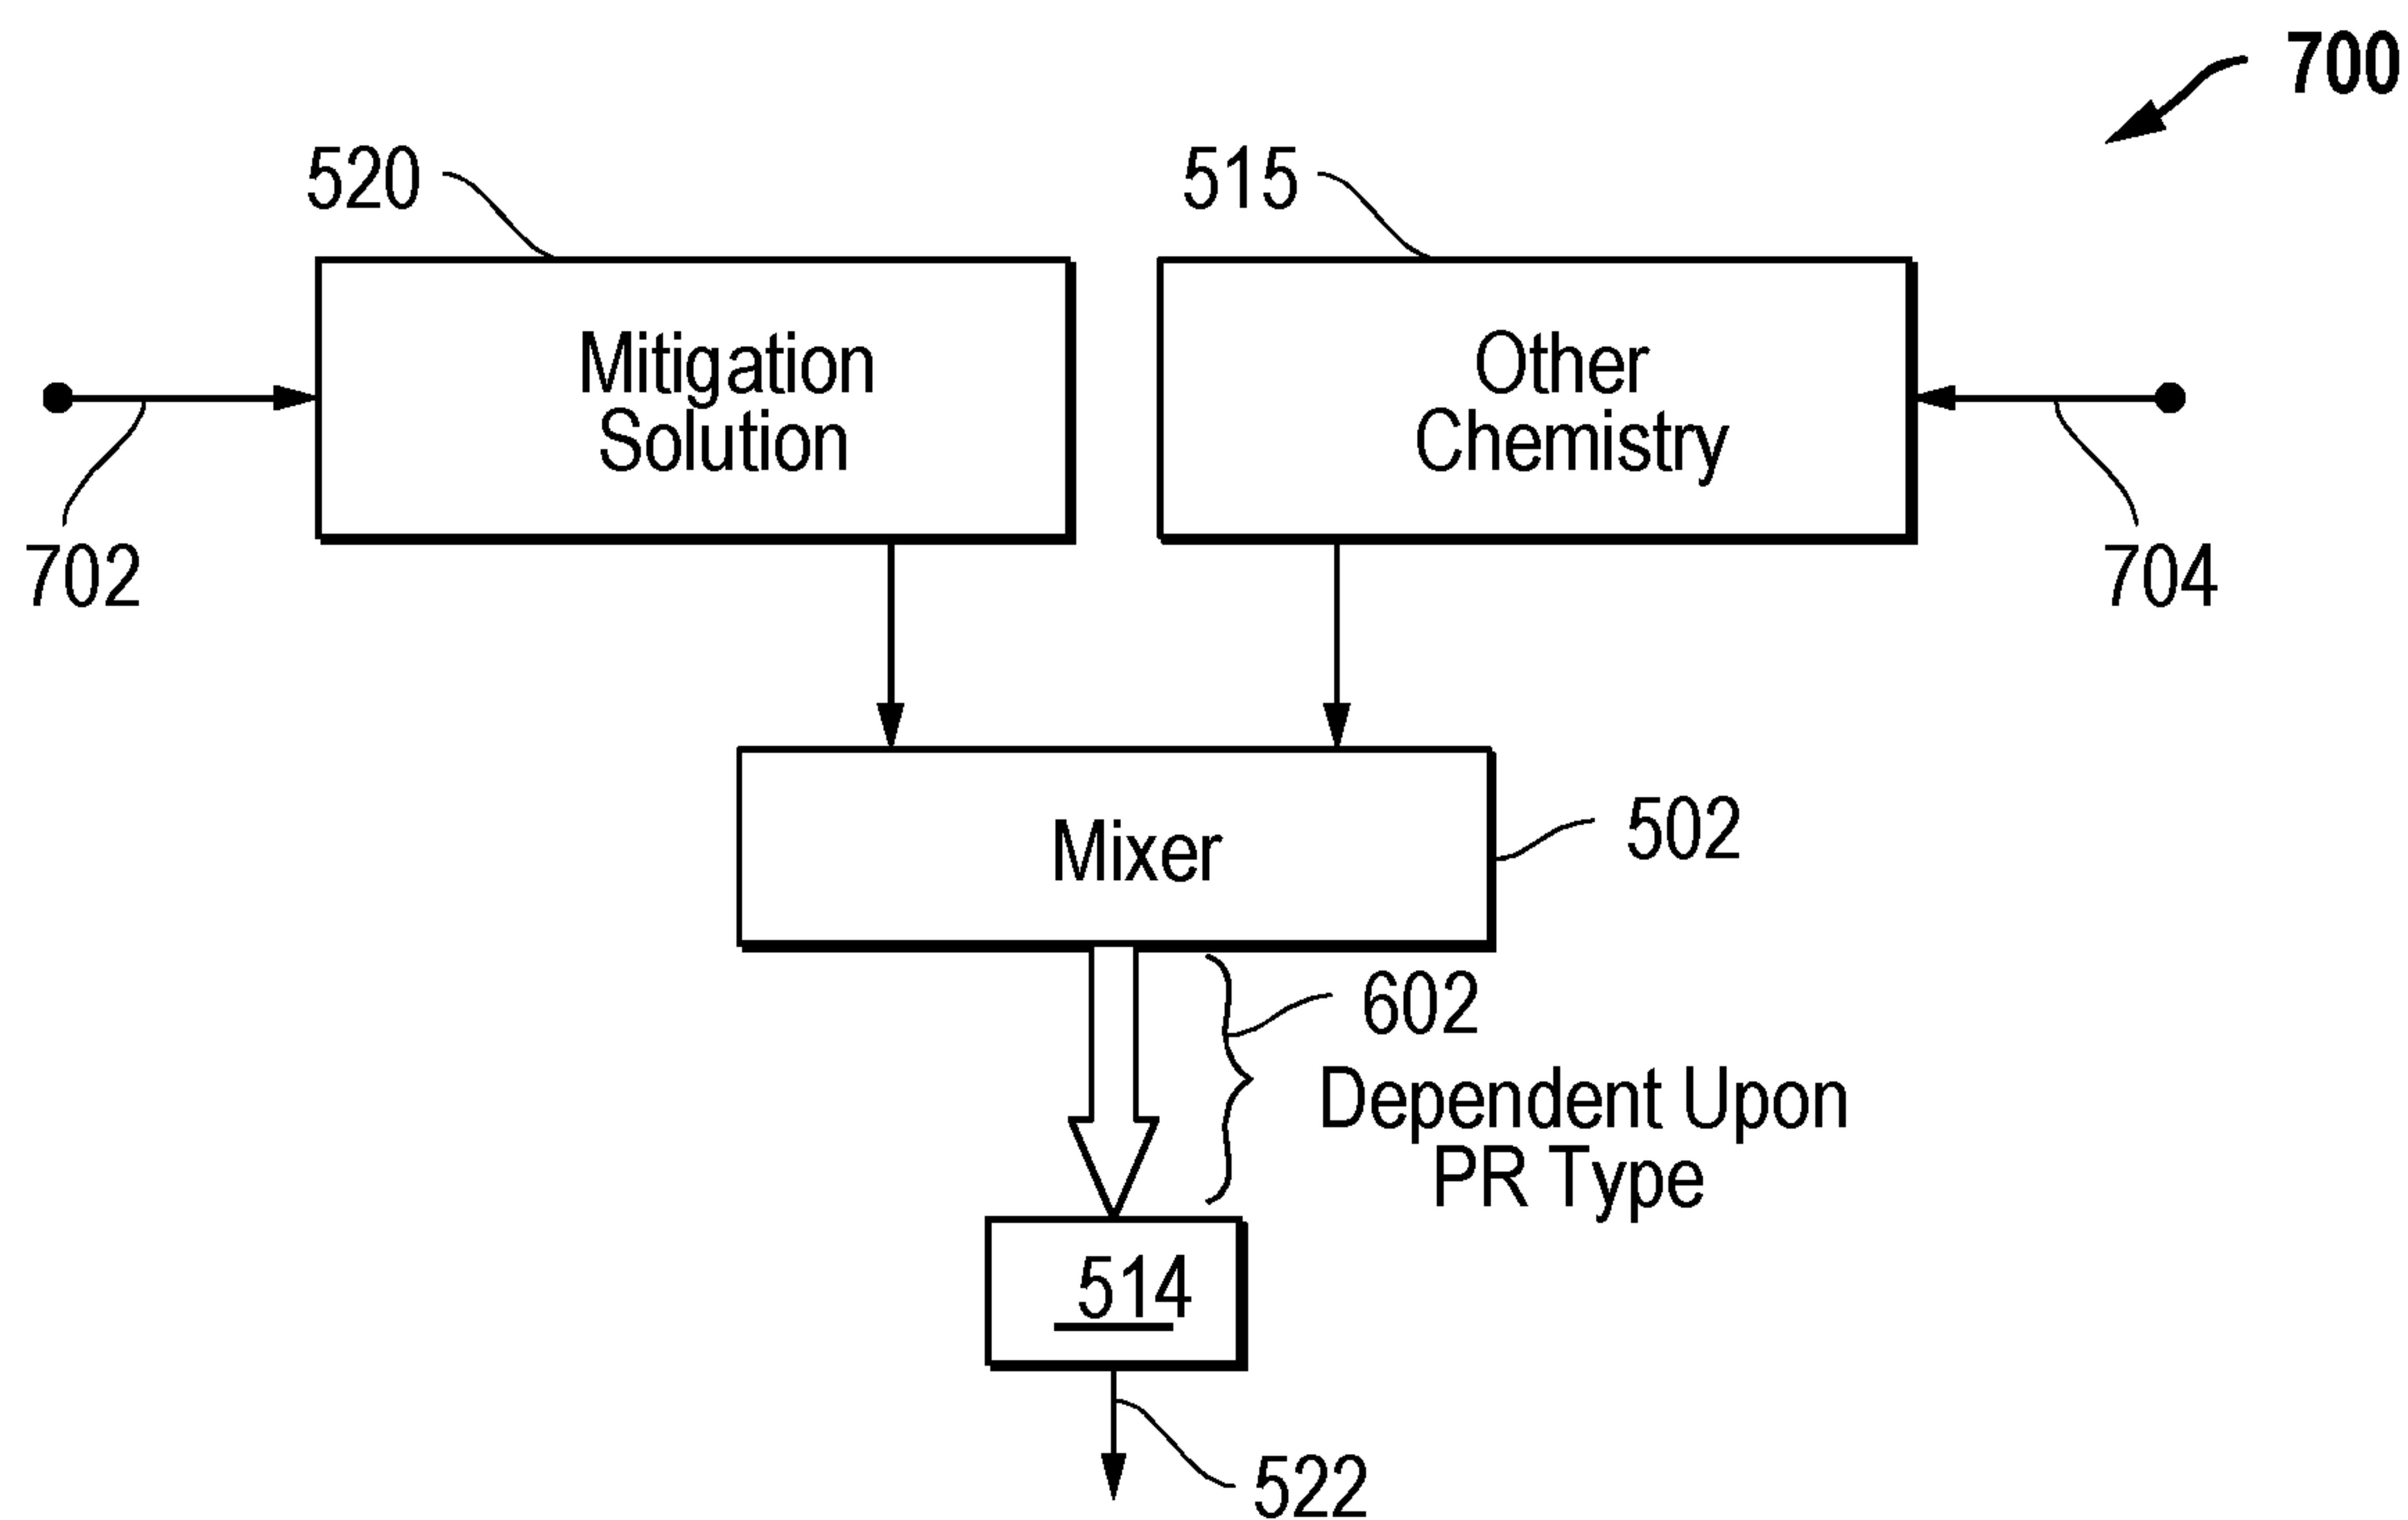 700
520
515
Mitigation
Solution
Other
Chemistry
702
704
Mixer
502
602
Dependent Upon
PR Type
514
522